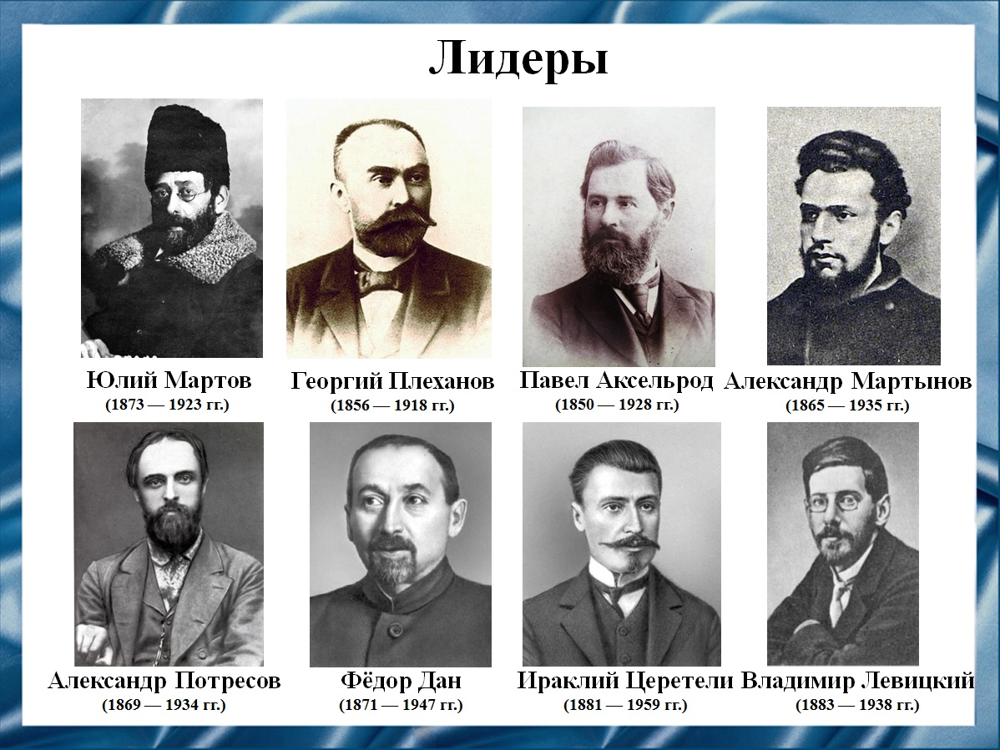 Лидеры
Юлий Мартов
(1873 — 1923 гг.)
Георгий Плеханов
(1856 — 1918 гг.)
Павел Аксельрод
(1850 — 1928 гг.)
Александр Мартынов
(1865 — 1935 гг.)
Александр Потресов
(1869 — 1934 гг.)
Фёдор Дан
(1871 — 1947 гг.)
Ираклий Церетели
(1881 — 1959 гг.)
Владимир Левицкий
(1883 — 1938 гг.)